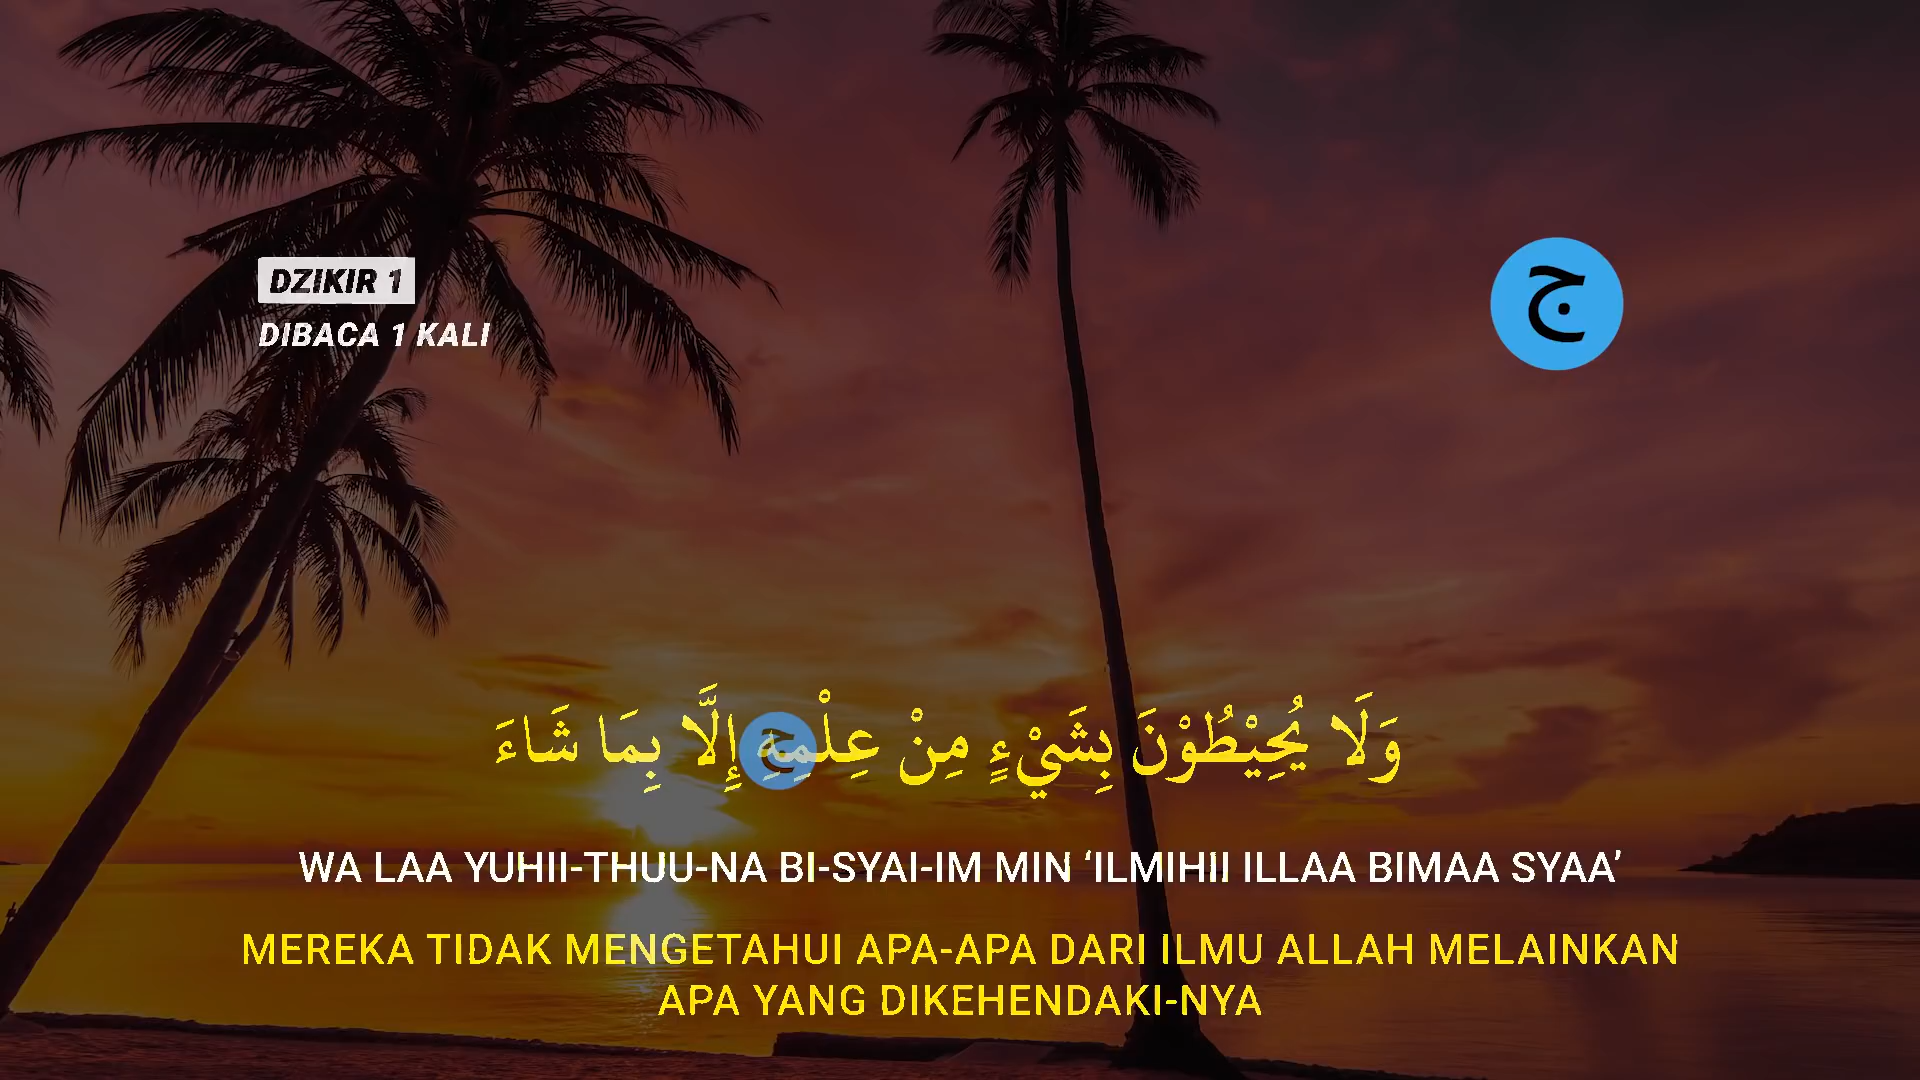 DZIKIR 1
DIBACA 1 KALI
ج
وَلَا يُحِيْطُوْنَ بِشَيْءٍ مِنْ عِلْمِهِ إِلَّا بِمَا شَاءَ
ج
WA LAA YUHII-THUU-NA BI-SYAI-IM MIN ‘ILMIHII ILLAA BIMAA SYAA’
MEREKA TIDAK MENGETAHUI APA-APA DARI ILMU ALLAH MELAINKAN
APA YANG DIKEHENDAKI-NYA